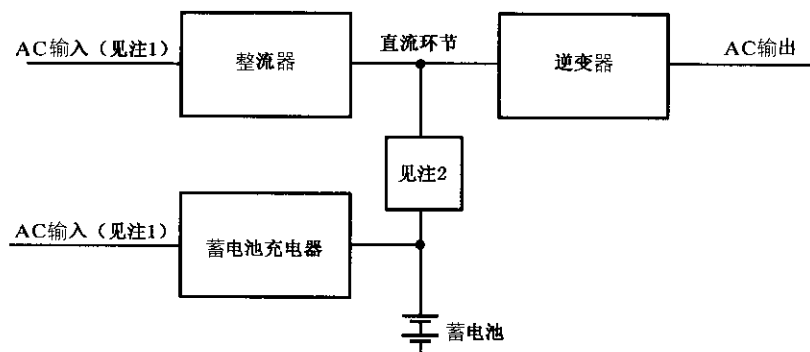 AC输入（见注1）
整流器
直流环节
逆变器
AC输出
见注2
AC输入（见注1）
蓄电池充电器
蓄电池